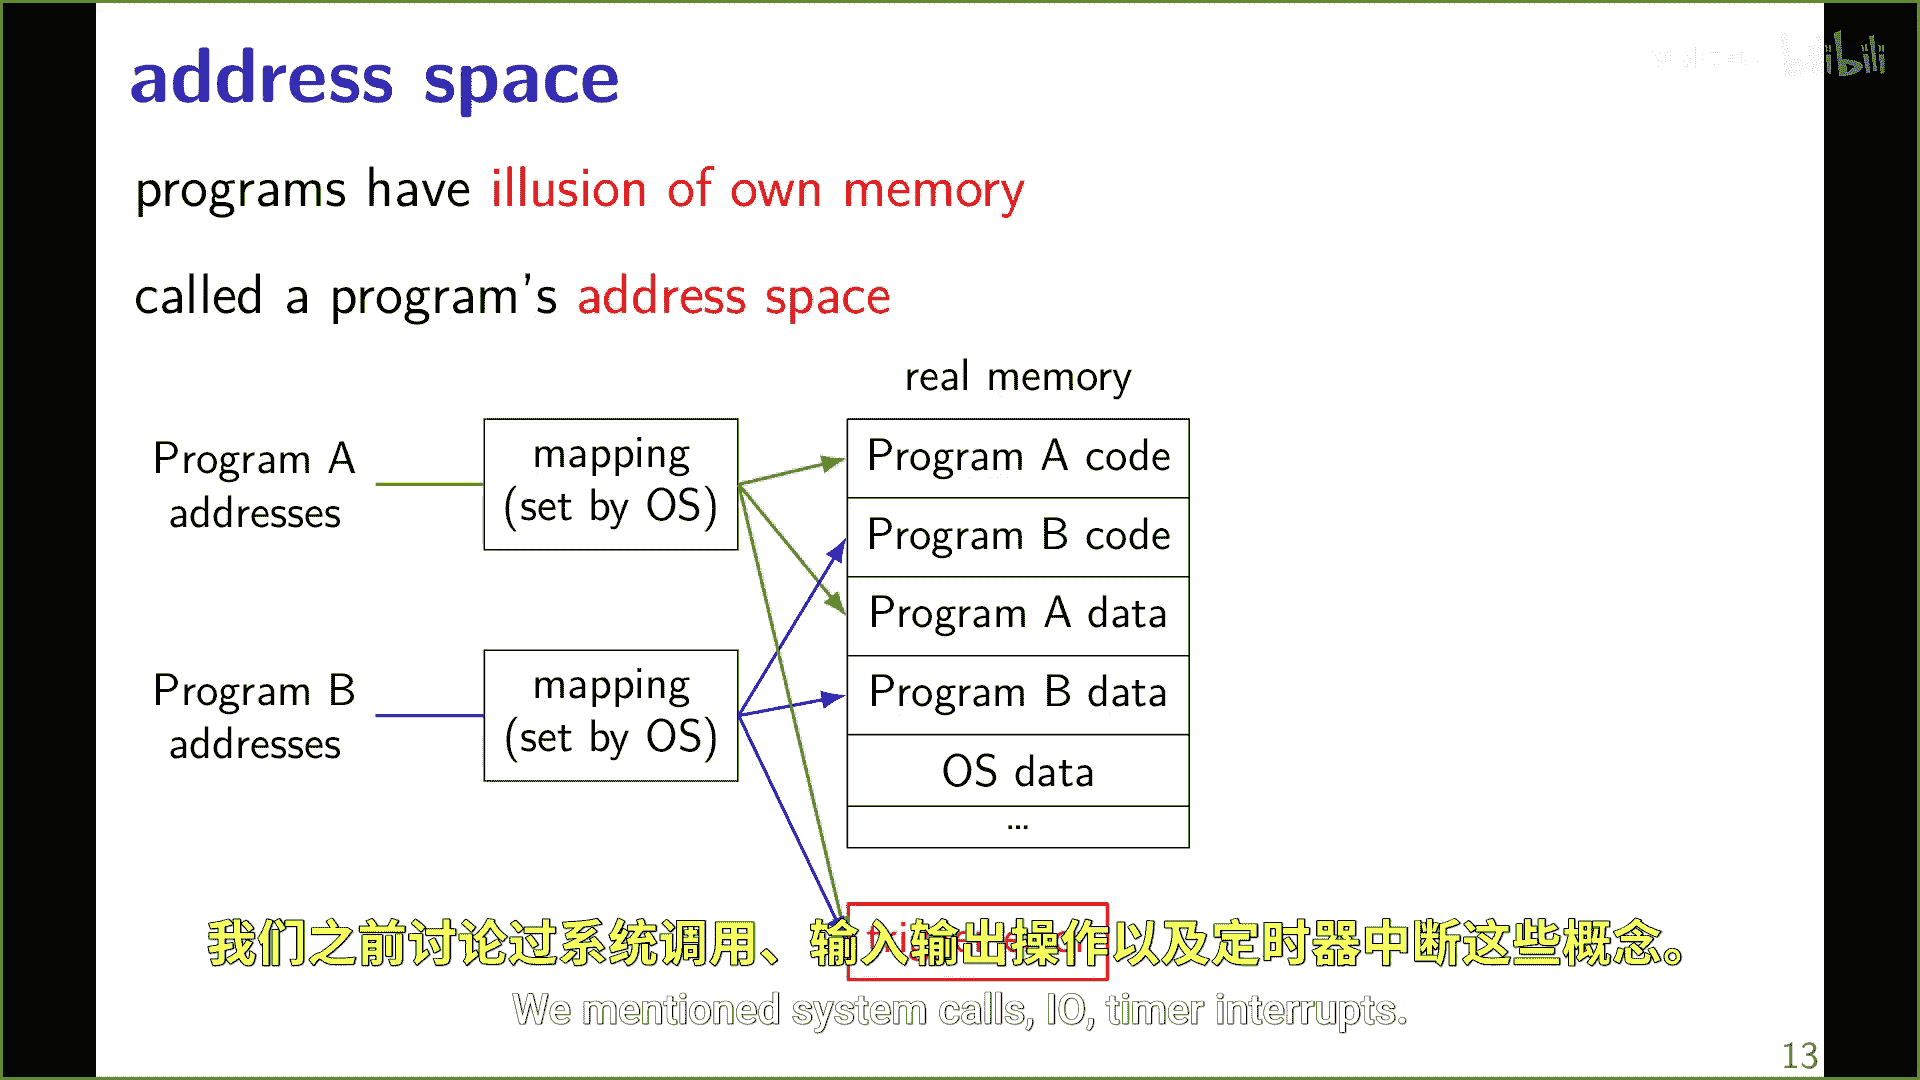 address space
bilibili
programs have illusion of own memory
called a program's address space
real memory
Program A
addresses
mapping
(set by OS)
Program A code
Program B code
Program A data
Program B
addresses
mapping
(set by OS)
Program B data
OS data
...
我们之前讨论过系统调用、输入输出操作以及定时器中断这些概念。
We mentioned system calls, IO, timer interrupts.
13